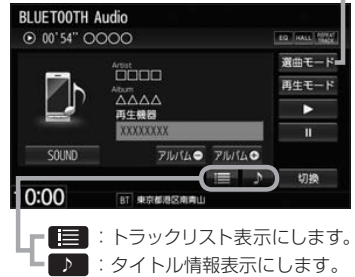 BLUETOOTH Audio
00'54" ○○○○
EQ HALL REPEAT TRACK
Artist
□□□□
選曲モード
Album
△△△△
再生モード
再生機器
XXXXXXXX
SOUND
アルバム アルバム
切換
0:00
BT 東京都港区南青山
：トラックリスト表示にします。
：タイトル情報表示にします。